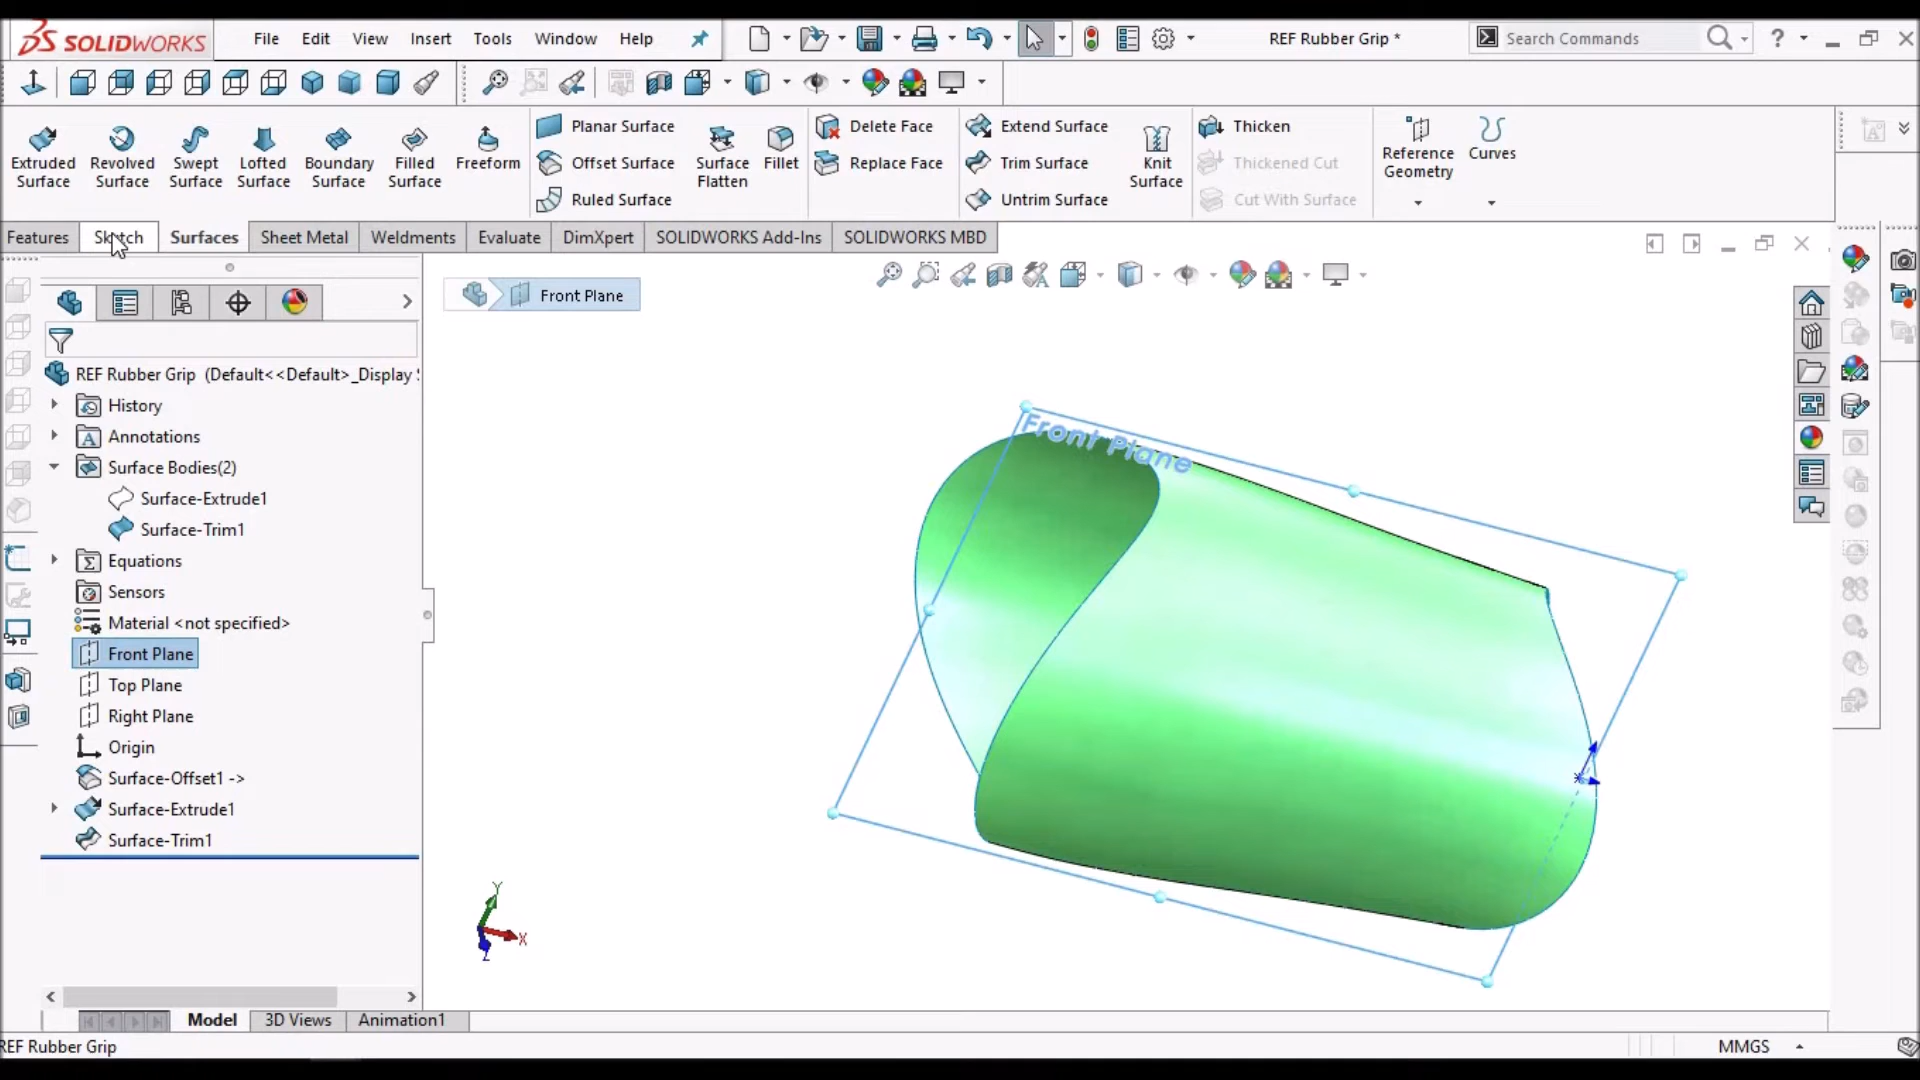 SOLIDWORKS File Edit View Insert Tools Window Help REF Rubber Grip * Search Commands ?
Extruded Surface
Revolved Surface
Swept Surface
Lofted Surface
Boundary Surface
Filled Surface
Freeform
Planar Surface
Offset Surface
Ruled Surface
Surface Flatten
Fillet
Delete Face
Replace Face
Extend Surface
Trim Surface
Untrim Surface
Knit Surface
Thicken
Thickened Cut
Cut With Surface
Reference Geometry
Curves
Features Sketch Surfaces Sheet Metal Weldments Evaluate DimXpert SOLIDWORKS Add-Ins SOLIDWORKS MBD
Front Plane
REF Rubber Grip (Default<<Default>_Display
History
Annotations
Surface Bodies(2)
Surface-Extrude1
Surface-Trim1
Equations
Sensors
Material <not specified>
Front Plane
Top Plane
Right Plane
Origin
Surface-Offset1 ->
Surface-Extrude1
Surface-Trim1
Front Plane
Y
X
Z
Model 3D Views Animation1
REF Rubber Grip MMGS